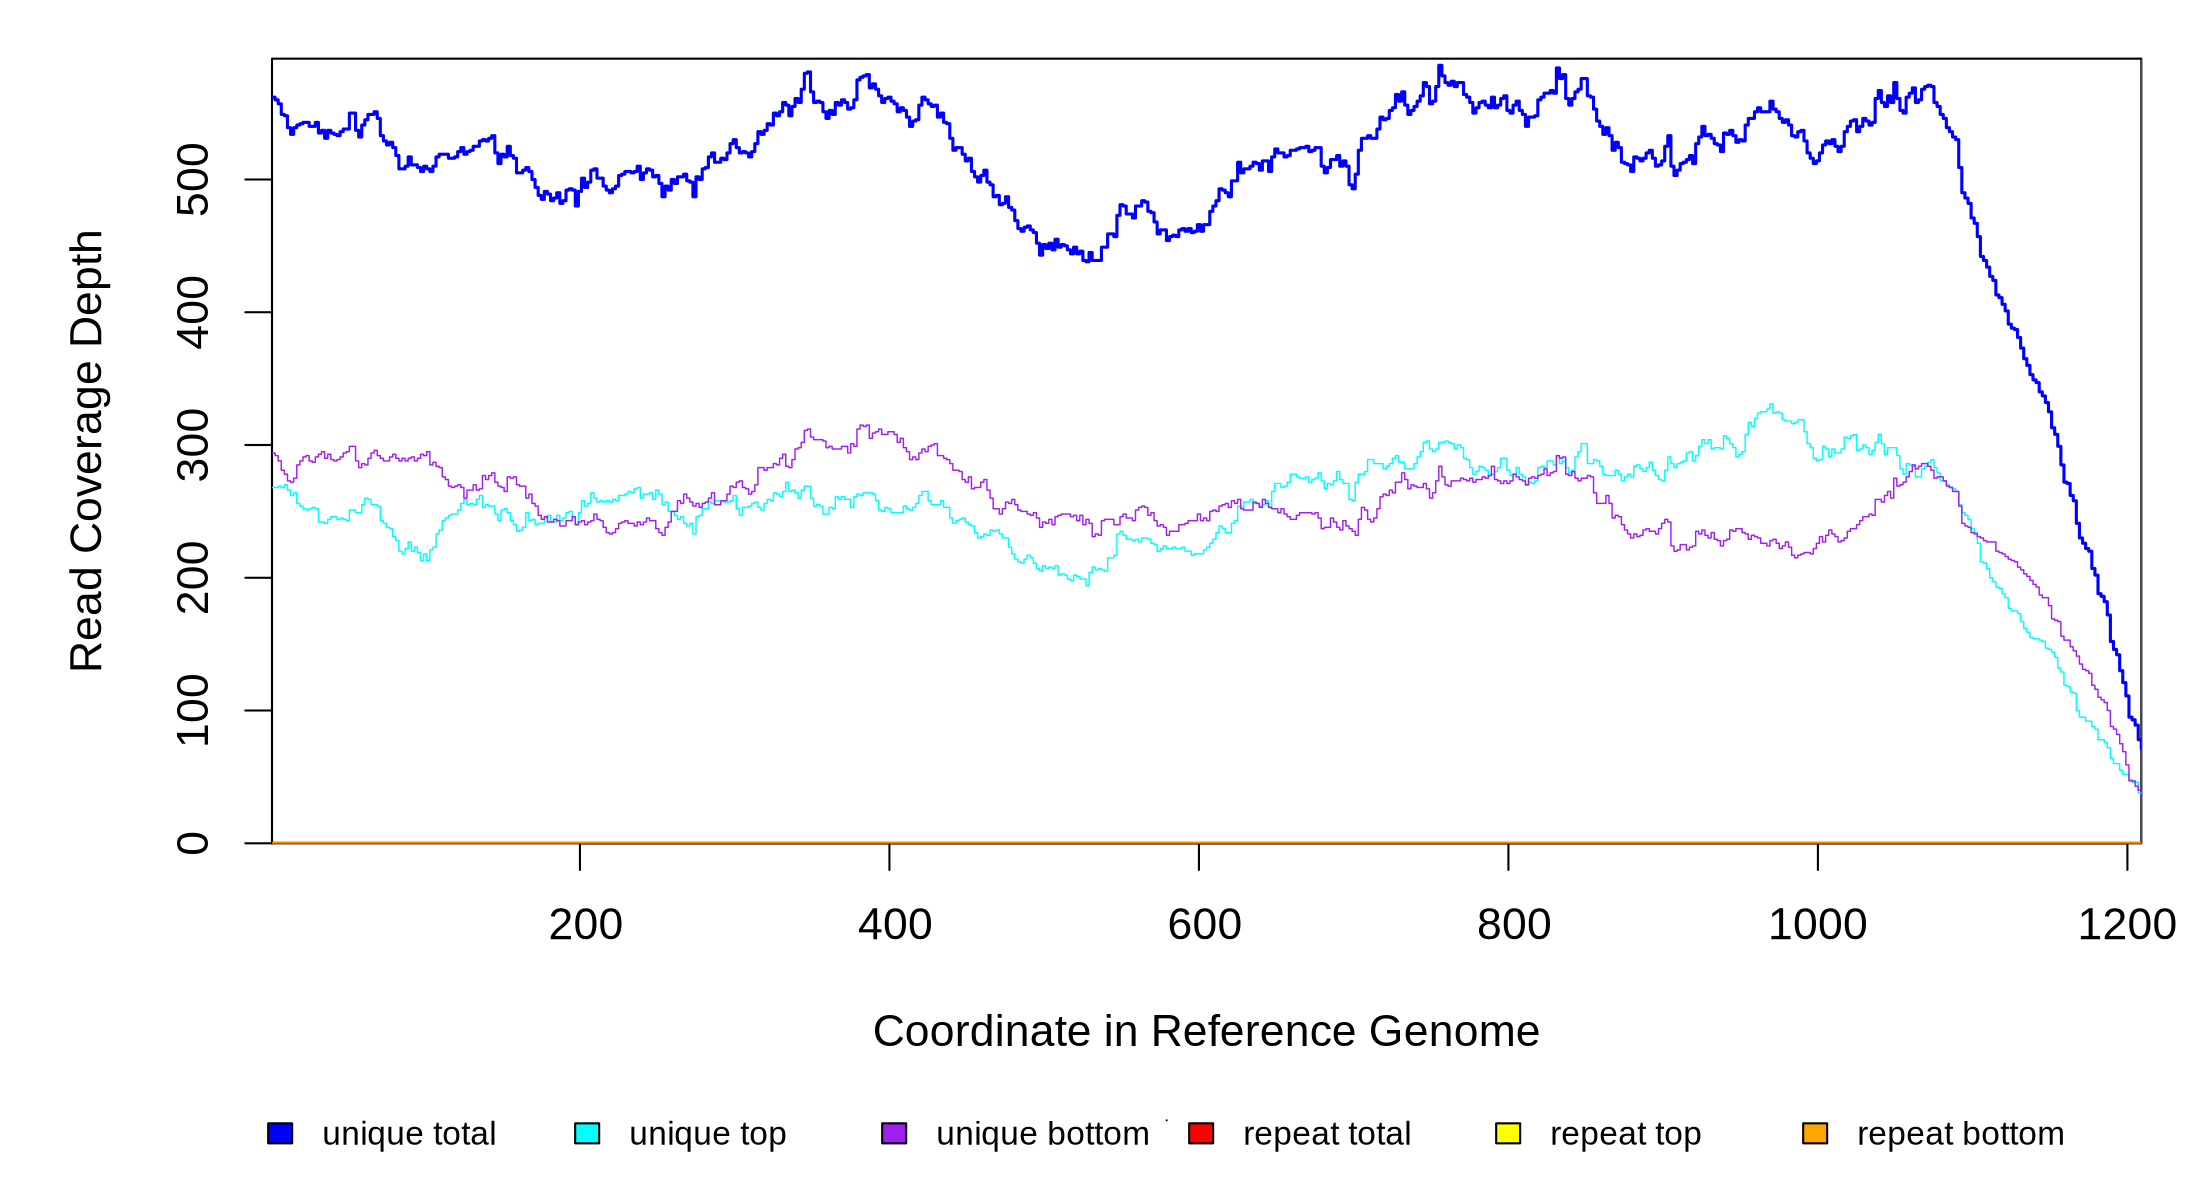 Read Coverage Depth
500
400
300
200
100
0
200 400 600 800 1000 1200
Coordinate in Reference Genome
unique total unique top unique bottom repeat total repeat top repeat bottom